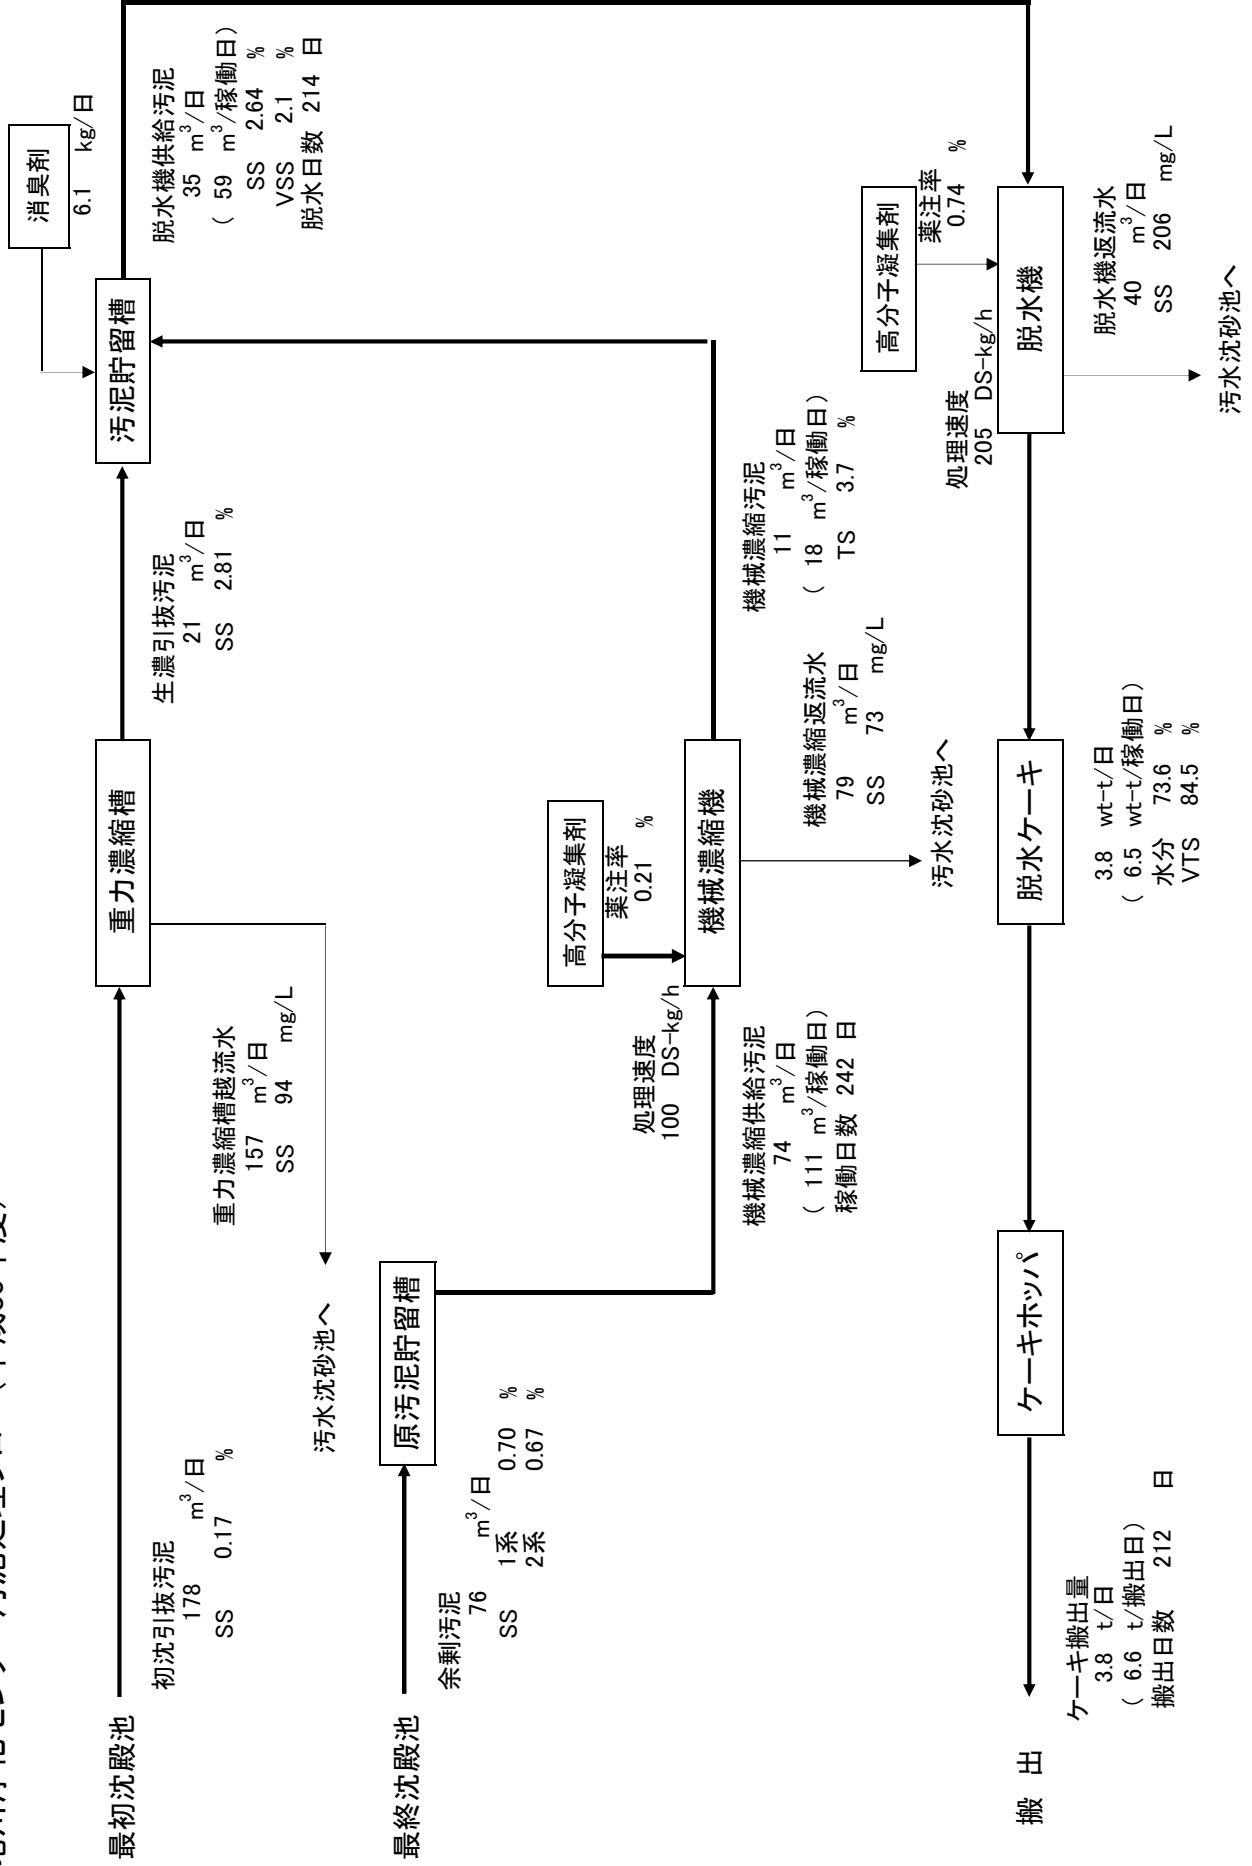 最初沈殿池
初沈引抜汚泥
178 m³/日
SS 0.17 %
重力濃縮槽
重力濃縮槽越流水
157 m³/日
SS 94 mg/L
汚水沈砂池へ
生濃引抜汚泥
21 m³/日
SS 2.81 %
汚泥貯留槽
消臭剤
6.1 kg/日
脱水機供給汚泥
35 m³/日
( 59 m³/稼働日)
SS 2.64 %
VSS 2.1 %
脱水日数 214 日
最終沈殿池
余剰汚泥
76 m³/日
SS 1系 0.70 %
2系 0.67 %
原汚泥貯留槽
高分子凝集剤
薬注率
0.21 %
処理速度
100 DS-kg/h
機械濃縮機
機械濃縮供給汚泥
74 m³/日
( 111 m³/稼働日)
稼働日数 242 日
機械濃縮汚泥
11 m³/日
( 18 m³/稼働日)
TS 3.7 %
機械濃縮返流水
79 m³/日
SS 73 mg/L
汚水沈砂池へ
高分子凝集剤
薬注率
0.74 %
処理速度
205 DS-kg/h
脱水機
脱水機返流水
40 m³/日
SS 206 mg/L
汚水沈砂池へ
脱水ケーキ
3.8 wt-t/日
( 6.5 wt-t/稼働日)
水分 73.6 %
VTS 84.5 %
ケーキホッパ
搬 出
ケーキ搬出量
3.8 t/日
( 6.6 t/搬出日)
搬出日数 212 日